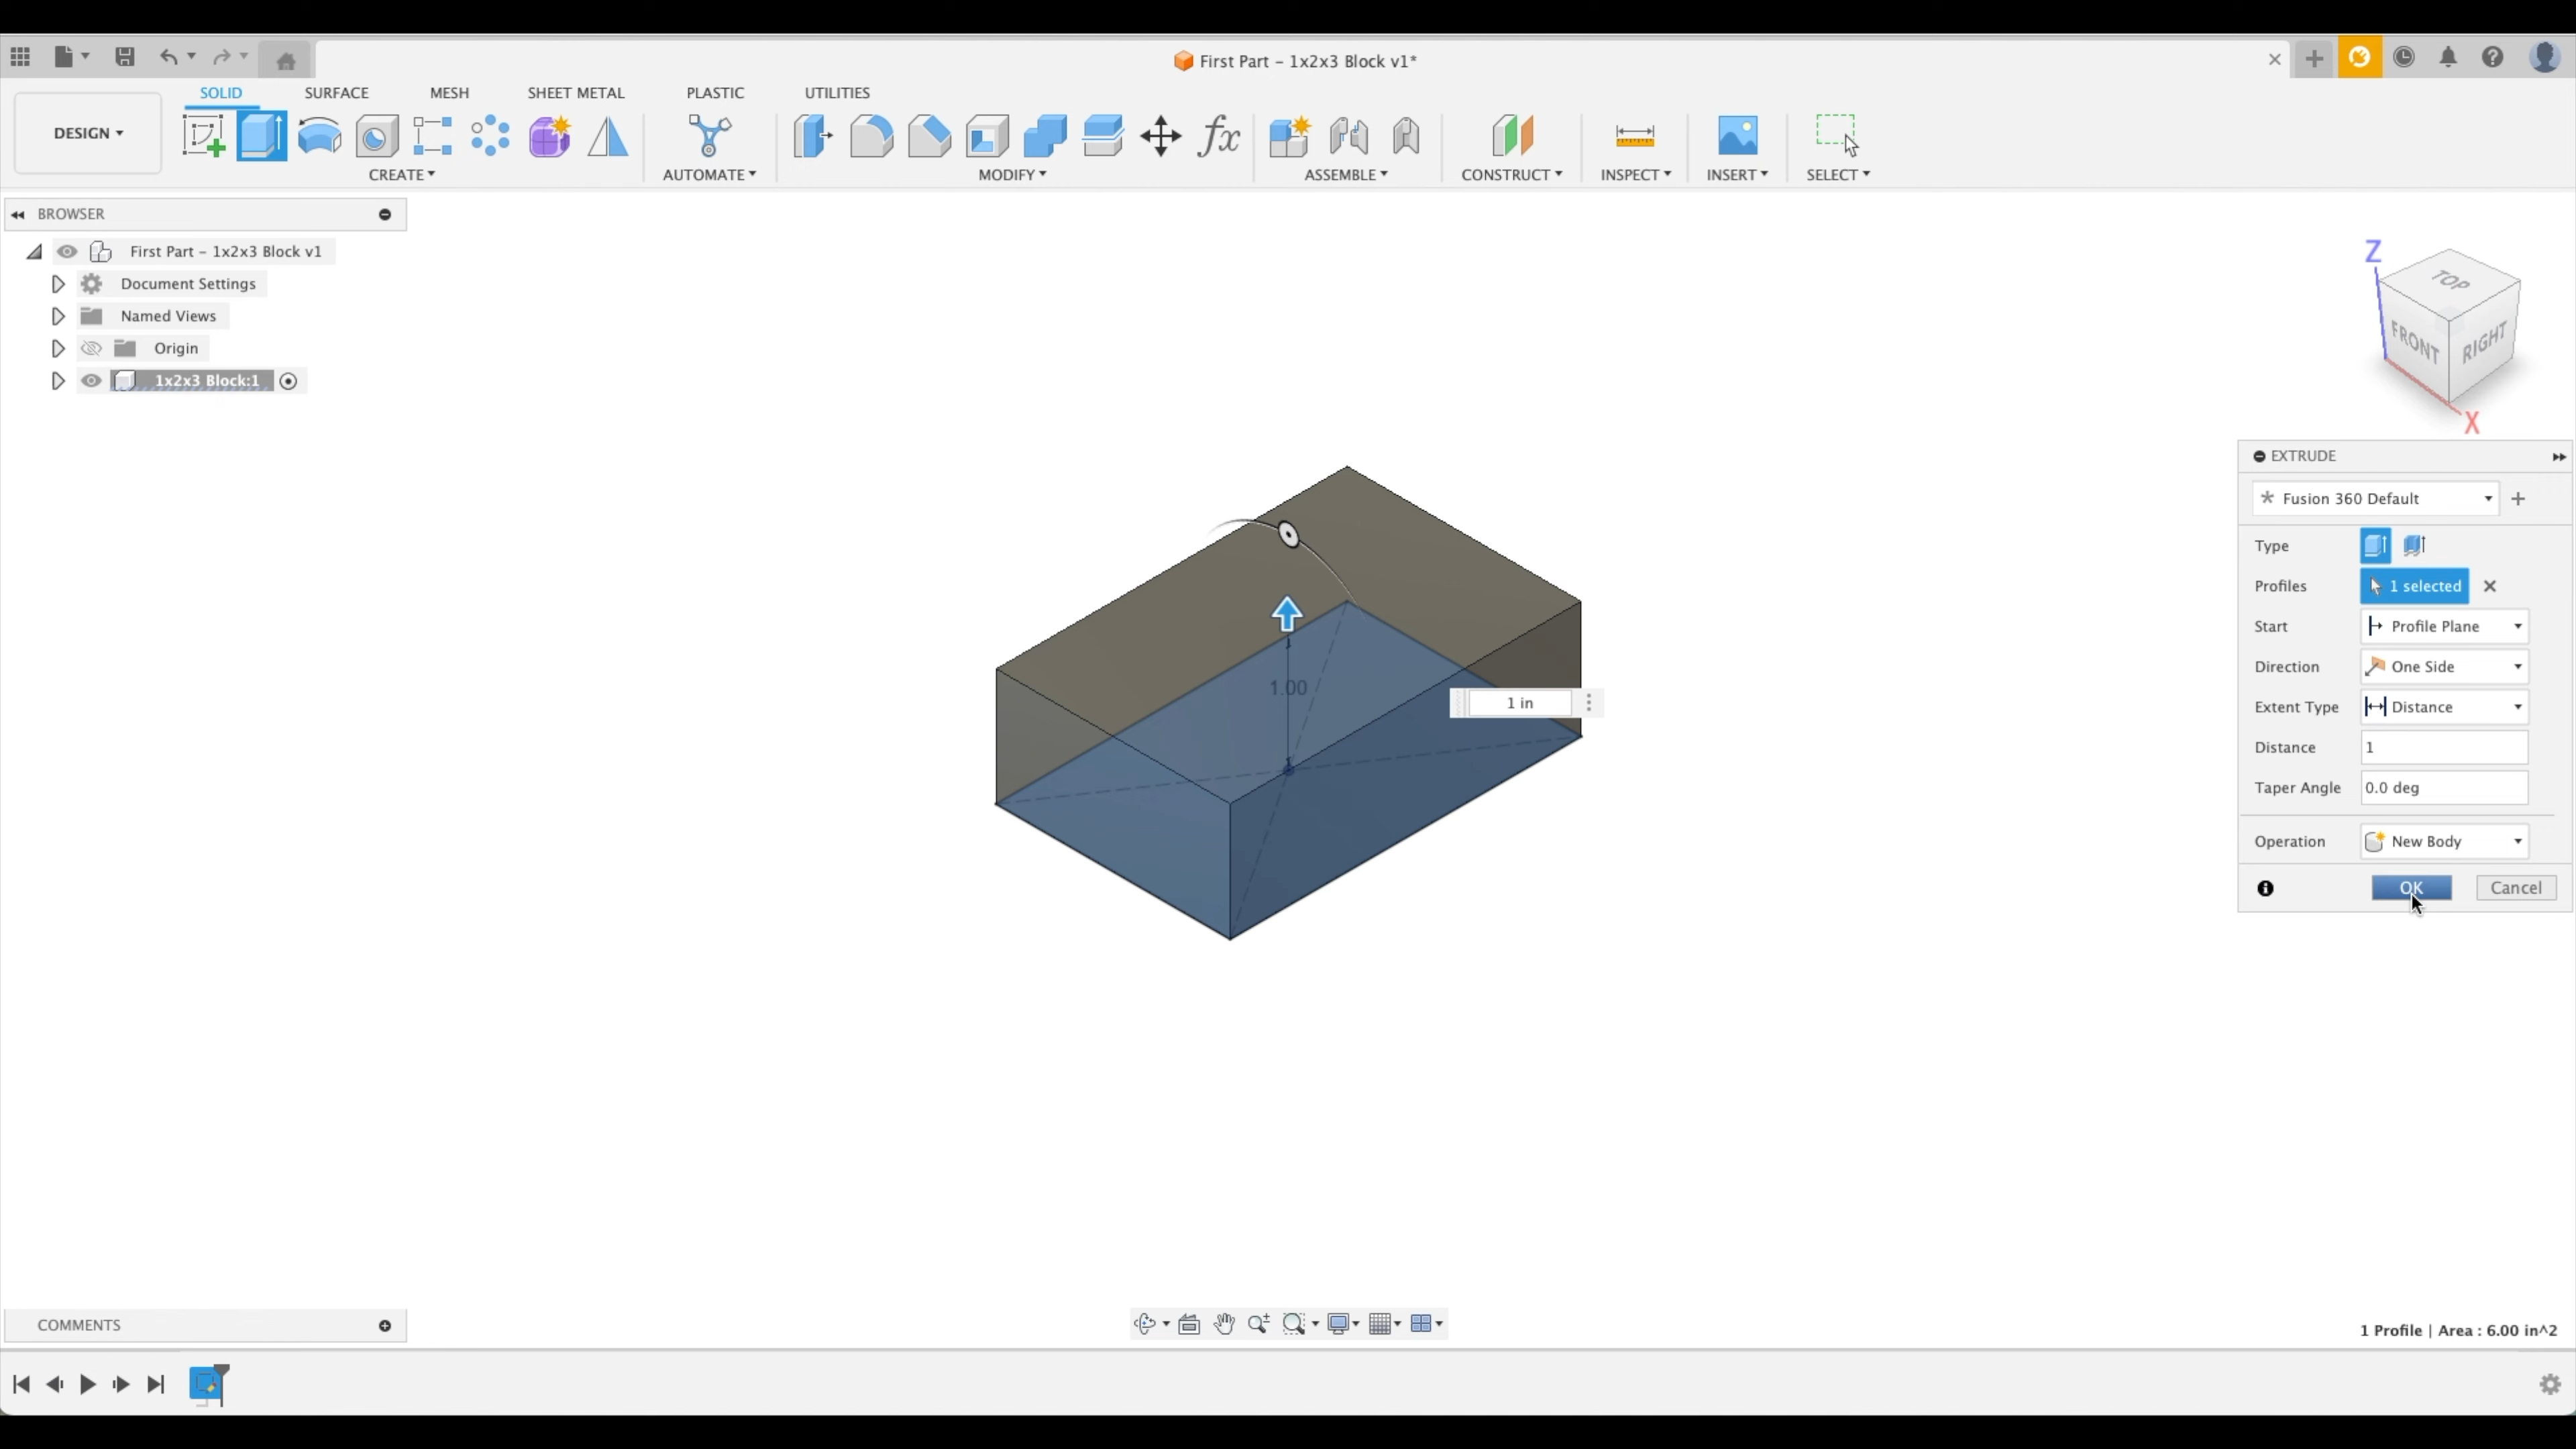 First Part – 1x2x3 Block v1*
SOLID SURFACE MESH SHEET METAL PLASTIC UTILITIES
DESIGN
fx
CREATE AUTOMATE MODIFY ASSEMBLE CONSTRUCT INSPECT INSERT SELECT
BROWSER
First Part – 1x2x3 Block v1
Document Settings
Named Views
Origin
1x2x3 Block:1
Z
TOP
FRONT RIGHT
X
EXTRUDE
* Fusion 360 Default
Type
Profiles 1 selected
Start Profile Plane
Direction One Side
Extent Type Distance
Distance 1
Taper Angle 0.0 deg
Operation New Body
OK Cancel
1.00
1 in
COMMENTS
1 Profile | Area : 6.00 in^2